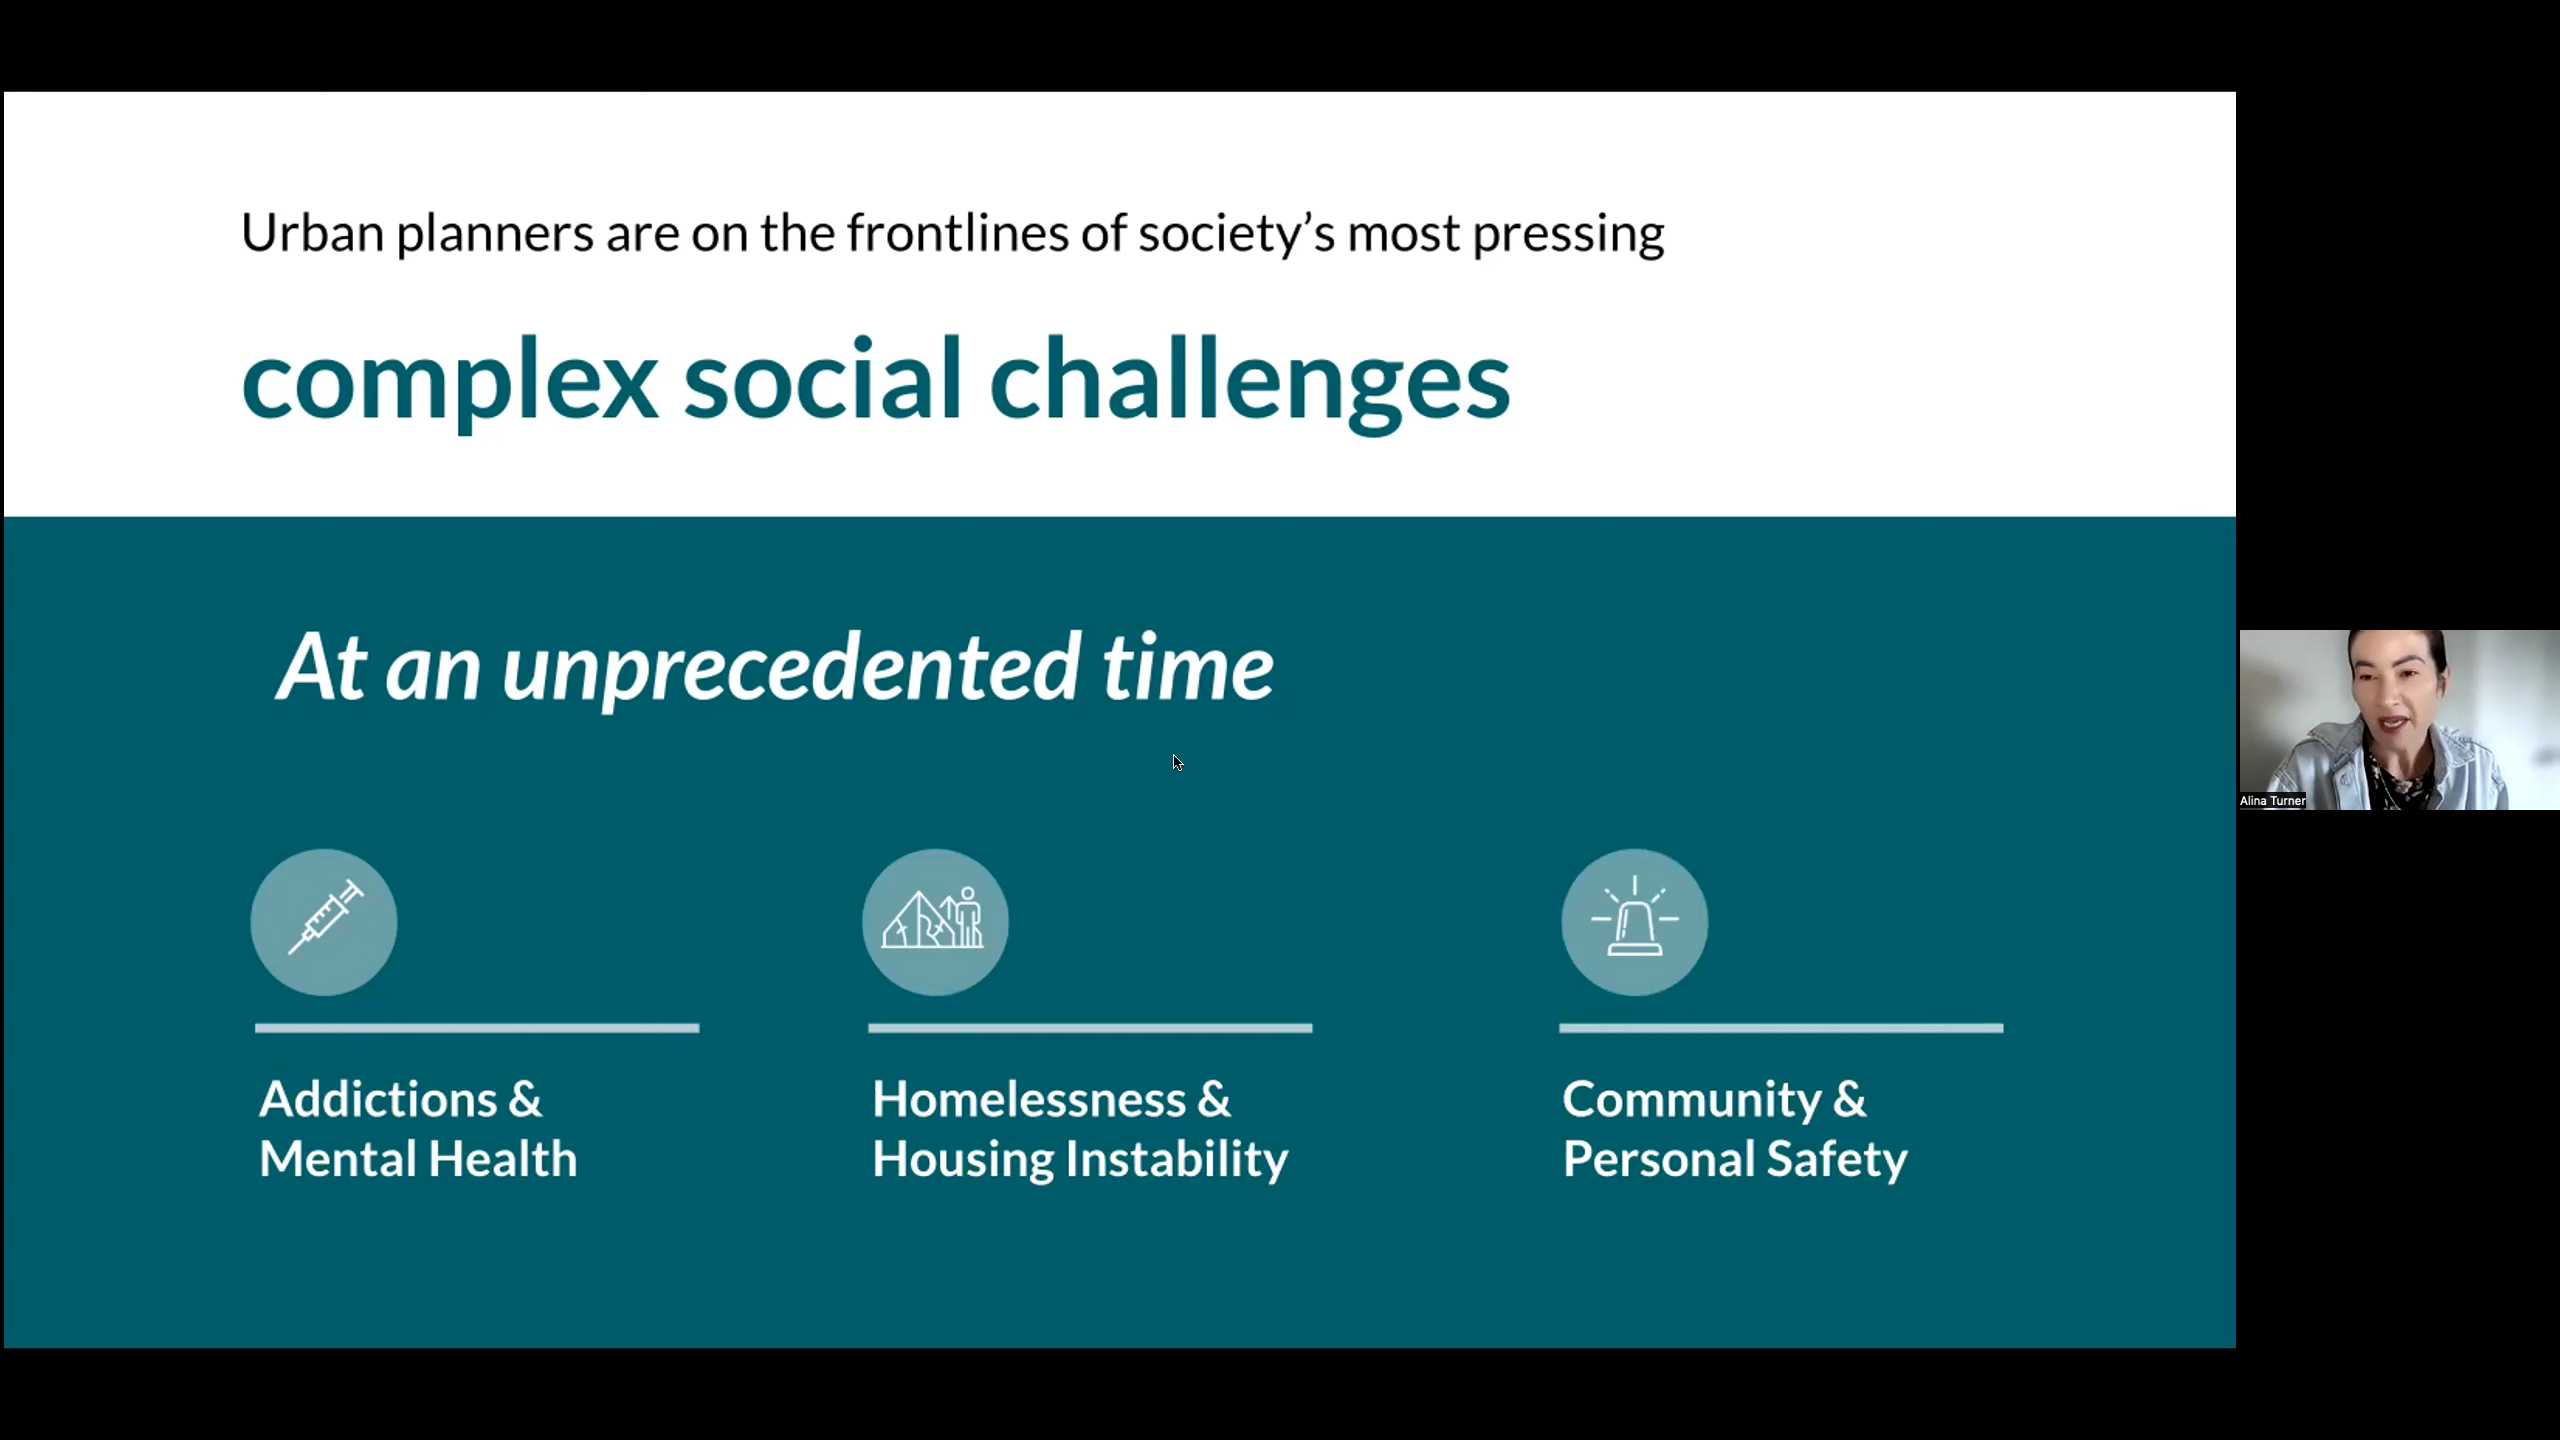 Urban planners are on the frontlines of society’s most pressing
complex social challenges
At an unprecedented time
Addictions &
Mental Health
Homelessness &
Housing Instability
Community &
Personal Safety
Alina Turner